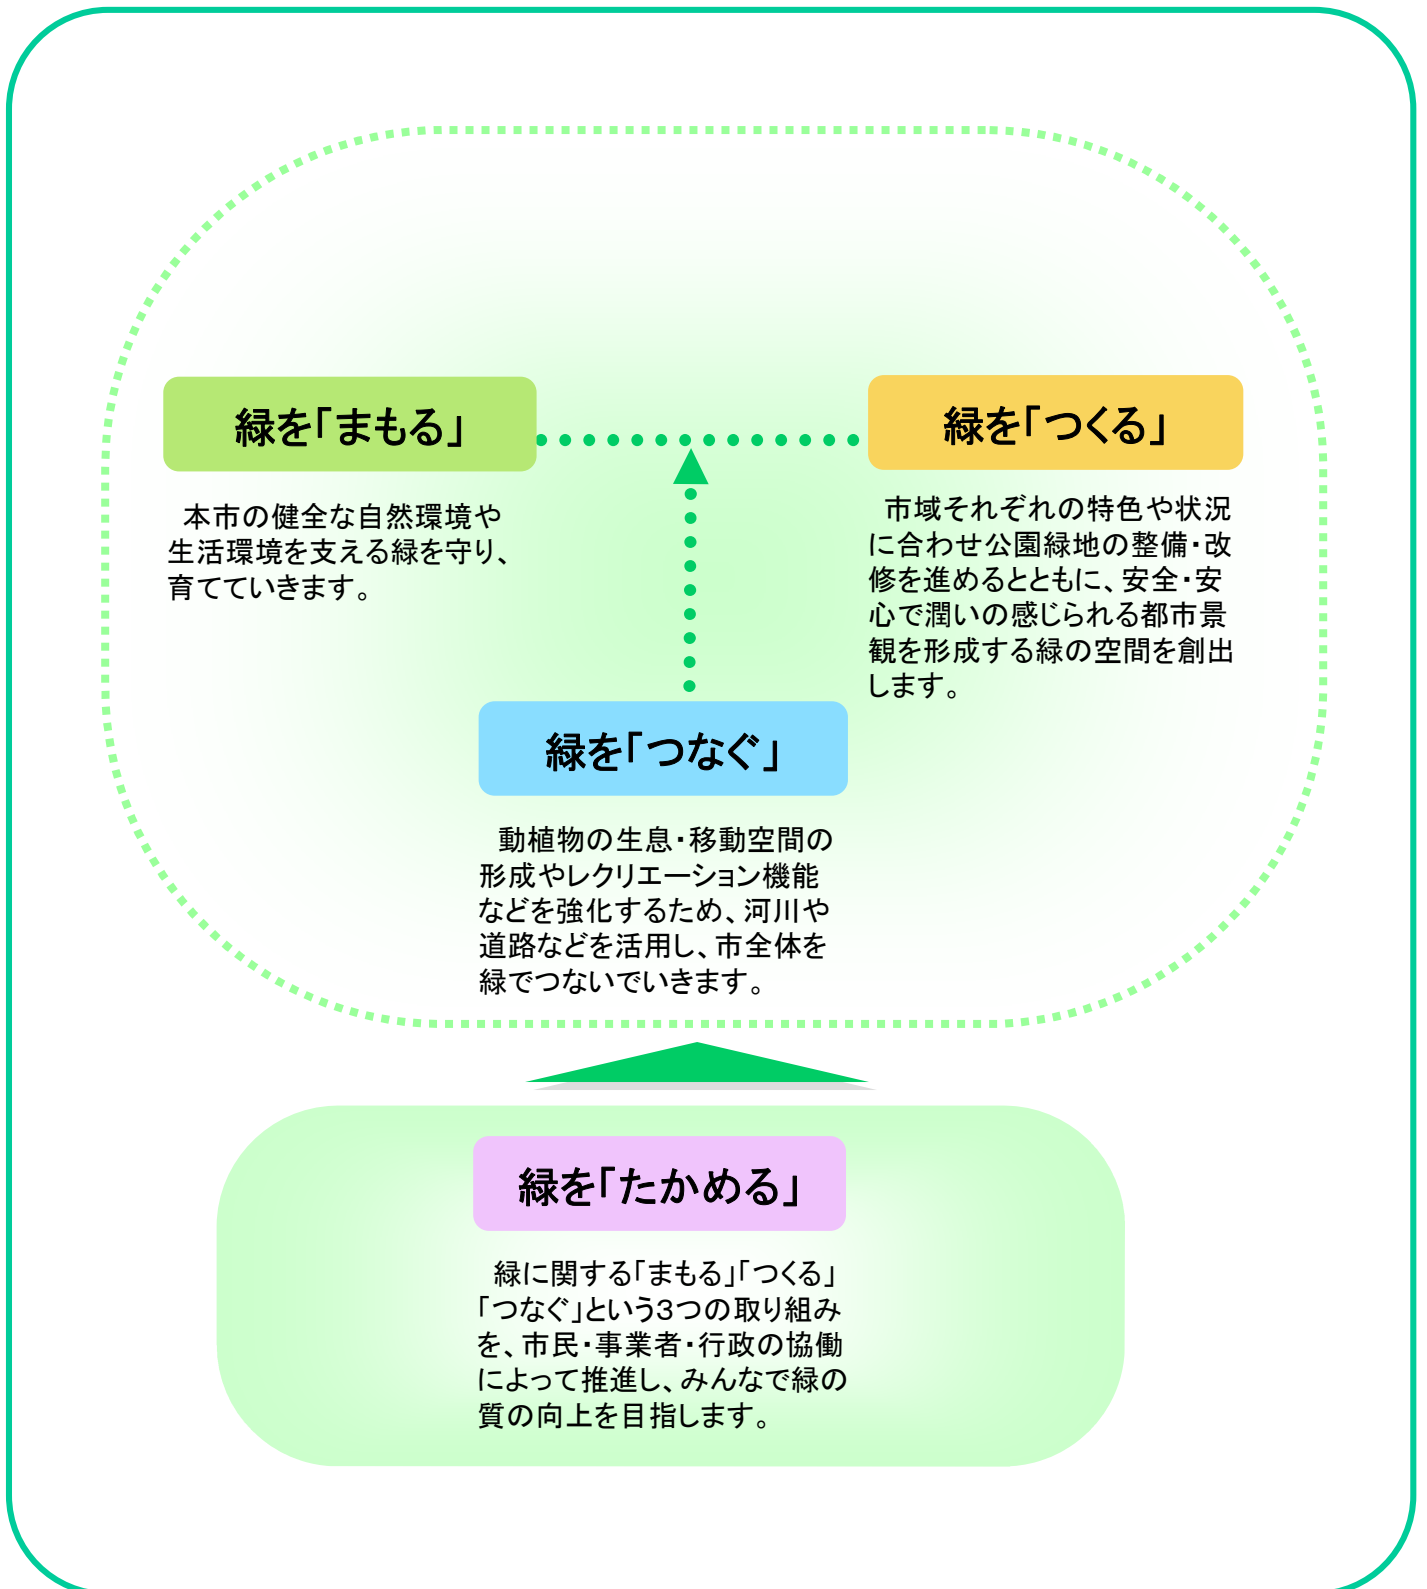 緑を「まもる」
本市の健全な自然環境や
生活環境を支える緑を守り、
育てていきます。
緑を「つくる」
市域それぞれの特色や状況
に合わせ公園緑地の整備・改
修を進めるとともに、安全・安
心で潤いの感じられる都市景
観を形成する緑の空間を創出
します。
緑を「つなぐ」
動植物の生息・移動空間の
形成やレクリエーション機能
などを強化するため、河川や
道路などを活用し、市全体を
緑でつないでいきます。
緑を「たかめる」
緑に関する「まもる」「つくる」
「つなぐ」という3つの取り組み
を、市民・事業者・行政の協働
によって推進し、みんなで緑の
質の向上を目指します。